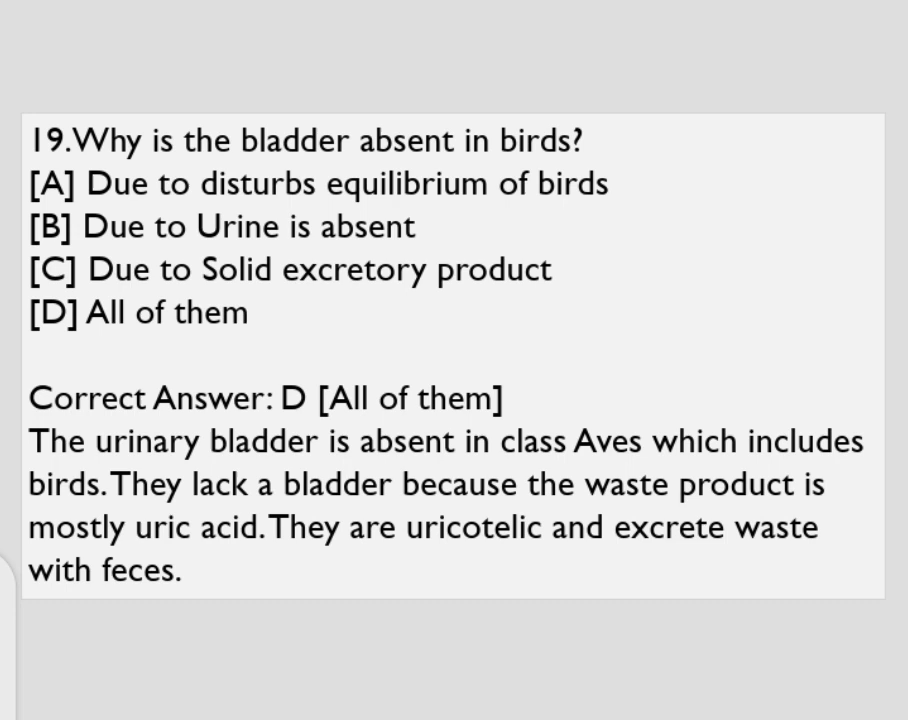 19.Why is the bladder absent in birds?
[A] Due to disturbs equilibrium of birds
[B] Due to Urine is absent
[C] Due to Solid excretory product
[D] All of them
Correct Answer: D [All of them]
The urinary bladder is absent in class Aves which includes
birds. They lack a bladder because the waste product is
mostly uric acid. They are uricotelic and excrete waste
with feces.